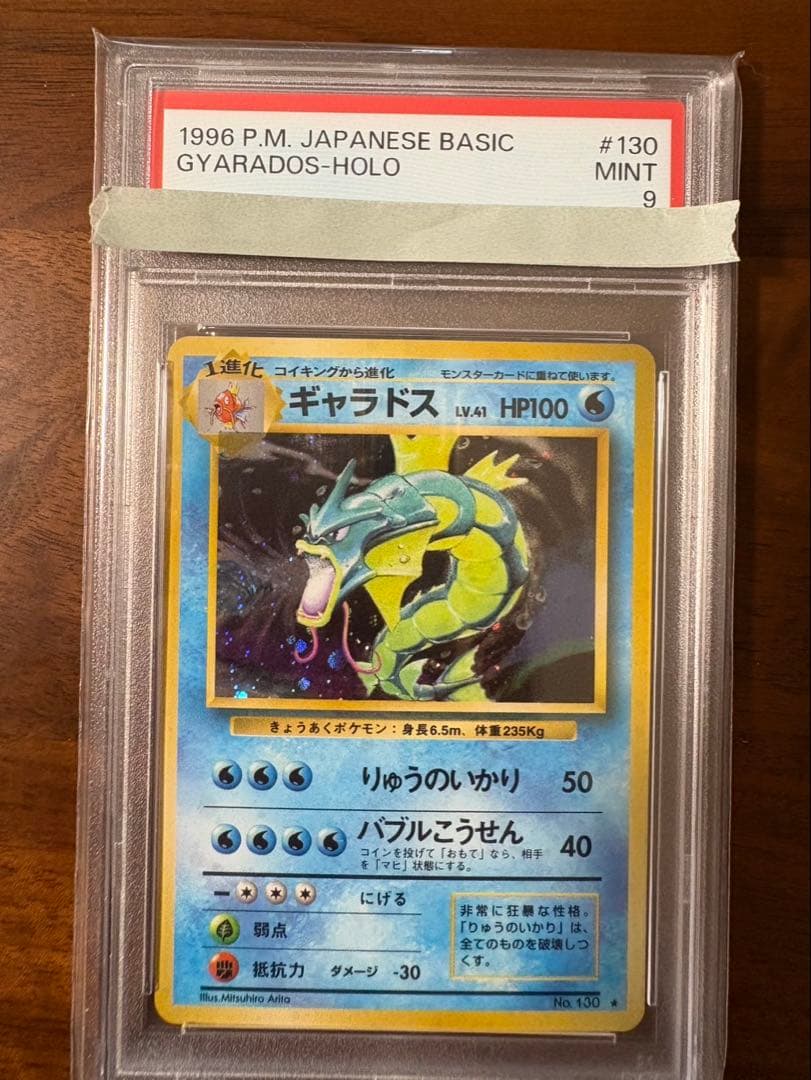 1996 P.M. JAPANESE BASIC #130
GYARADOS-HOLO MINT
9
1進化 コイキングから進化 モンスターカードに重ねて使います。
ギャラドス LV.41 HP100
きょうあくポケモン：身長6.5m、体重235Kg
りゅうのいかり 50
バブルこうせん 40
コインを投げて「おもて」なら、相手
を「マヒ」状態にする。
にげる
弱点
抵抗力 ダメージ -30
非常に狂暴な性格。
「りゅうのいかり」は、
全てのものを破壊しつ
くす。
Illus.Mitsuhiro Arita No. 130 ★